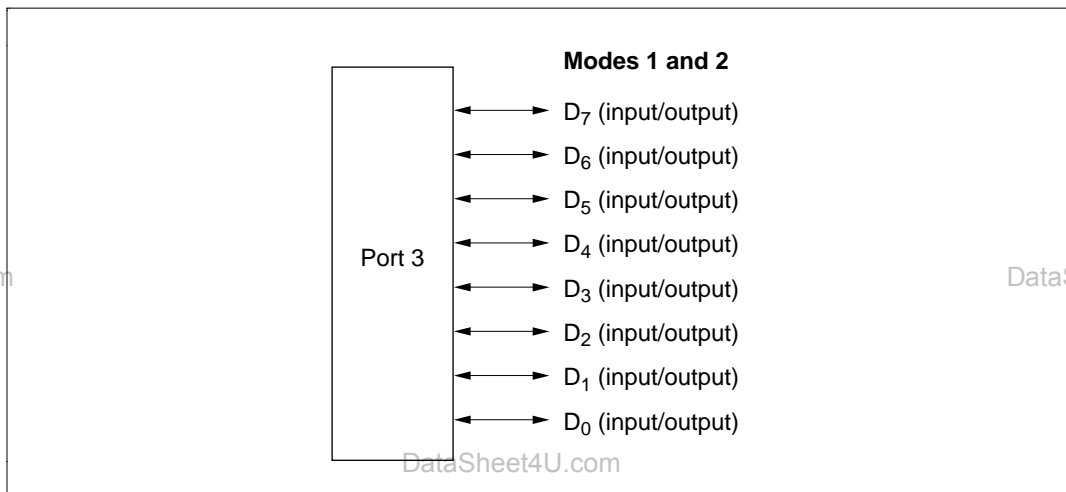 Modes 1 and 2
D7 (input/output)
D6 (input/output)
D5 (input/output)
D4 (input/output)
Port 3
D3 (input/output)
D2 (input/output)
D1 (input/output)
D0 (input/output)
m
DataS
DataSheet4U.com